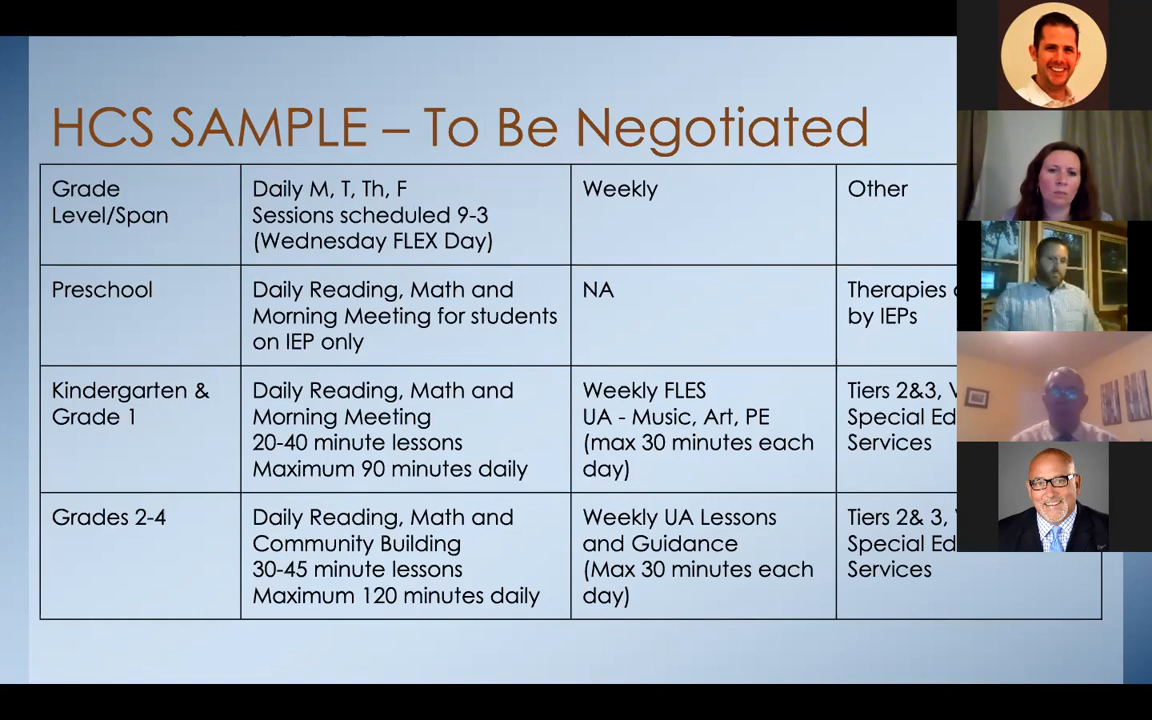 HCS SAMPLE – To Be Negotiated
Grade
Level/Span
Daily M, T, Th, F
Sessions scheduled 9-3
(Wednesday FLEX Day)
Weekly
Other
Preschool
Daily Reading, Math and
Morning Meeting for students
on IEP only
NA
Therapies
by IEPs
Kindergarten &
Grade 1
Daily Reading, Math and
Morning Meeting
20-40 minute lessons
Maximum 90 minutes daily
Weekly FLES
UA - Music, Art, PE
(max 30 minutes each
day)
Tiers 2&3,
Special Ed
Services
Grades 2-4
Daily Reading, Math and
Community Building
30-45 minute lessons
Maximum 120 minutes daily
Weekly UA Lessons
and Guidance
(Max 30 minutes each
day)
Tiers 2& 3,
Special Ed
Services